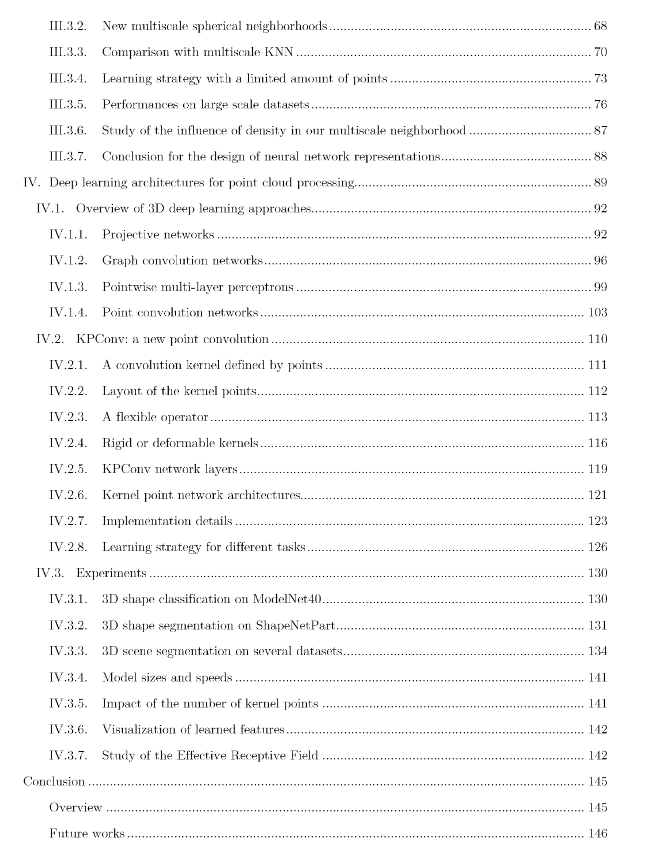 III.3.2. New multiscale spherical neighborhoods 68
III.3.3. Comparison with multiscale KNN 70
III.3.4. Learning strategy with a limited amount of points 73
III.3.5. Performances on large scale datasets 76
III.3.6. Study of the influence of density in our multiscale neighborhood 87
III.3.7. Conclusion for the design of neural network representations 88
IV. Deep learning architectures for point cloud processing 89
IV.1. Overview of 3D deep learning approaches 92
IV.1.1. Projective networks 92
IV.1.2. Graph convolution networks 96
IV.1.3. Pointwise multi-layer perceptrons 99
IV.1.4. Point convolution networks 103
IV.2. KPConv: a new point convolution 110
IV.2.1. A convolution kernel defined by points 111
IV.2.2. Layout of the kernel points 112
IV.2.3. A flexible operator 113
IV.2.4. Rigid or deformable kernels 116
IV.2.5. KPConv network layers 119
IV.2.6. Kernel point network architectures 121
IV.2.7. Implementation details 123
IV.2.8. Learning strategy for different tasks 126
IV.3. Experiments 130
IV.3.1. 3D shape classification on ModelNet40 130
IV.3.2. 3D shape segmentation on ShapeNetPart 131
IV.3.3. 3D scene segmentation on several datasets 134
IV.3.4. Model sizes and speeds 141
IV.3.5. Impact of the number of kernel points 141
IV.3.6. Visualization of learned features 142
IV.3.7. Study of the Effective Receptive Field 142
Conclusion 145
Overview 145
Future works 146